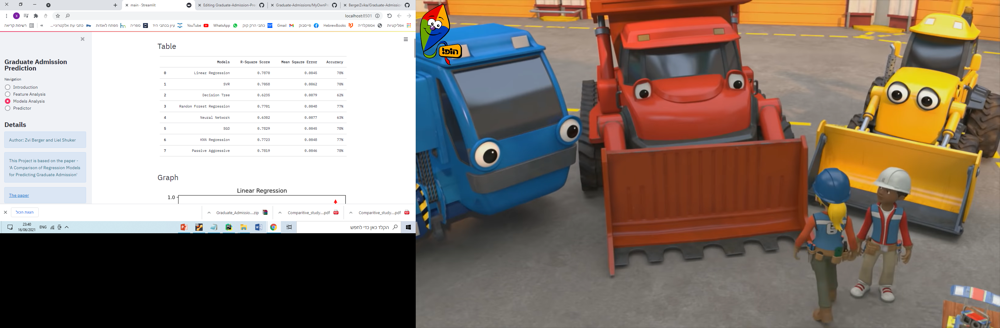 main - Streamlit
Editing Graduate-Admission-Pre
Graduate-Admissions/MyOwnPr
BergerZvika/Graduate-Admission
localhost:8501
אפליקציות
אספקלריה
HebrewBooks
פייסבוק
Gmail
כתבי הרק קוק
WhatsApp
YouTube
עיון בכתבי היד
ספריה
מפתח לאגדות
כתבי עת אלקטרוניי...
»
רשימת קריאה
Graduate Admission
Prediction
Navigation
Introduction
Feature Analysis
Models Analysis
Predictor
Details
Author: Zvi Berger and Liel Shuker
This Project is based on the paper -
'A Comparison of Regression Models
for Predicting Graduate Admission'
The paper
Table
Models R-Square Score Mean Sqaure Error Accuracy
0 Linear Regression 0.7870 0.0045 78%
1 SVR 0.7058 0.0062 70%
2 Decision Tree 0.6235 0.0079 62%
3 Random Forest Regression 0.7701 0.0048 77%
4 Neural Network 0.6302 0.0077 63%
5 SGD 0.7829 0.0045 78%
6 KNN Regression 0.7723 0.0048 77%
7 Passive Aggressive 0.7819 0.0046 78%
Graph
Linear Regression
1.0
הצגת הכול
Graduate_Admissio....zip
Comparitive_study....pdf
Comparitive_study....pdf
23:40
16/06/2021
ENG
הקלד כאן כדי לחפש
הופ!